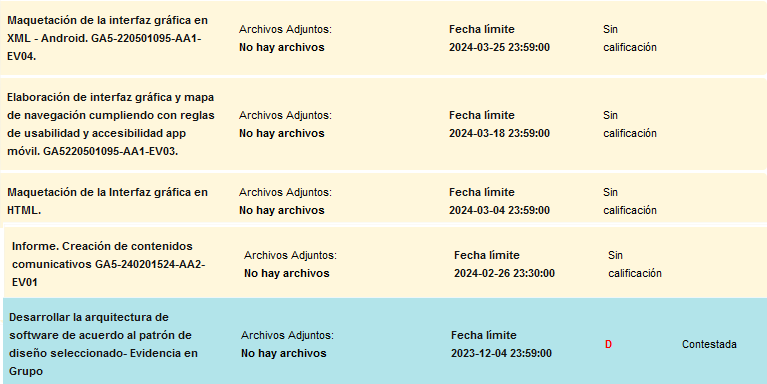 Maquetación de la interfaz gráfica en
XML - Android. GA5-220501095-AA1-
EV04.
Archivos Adjuntos:
No hay archivos
Fecha lìmite
2024-03-25 23:59:00
Sin
calificación
Elaboración de interfaz gráfica y mapa
de navegación cumpliendo con reglas
de usabilidad y accesibilidad app
móvil. GA5220501095-AA1-EV03.
Archivos Adjuntos:
No hay archivos
Fecha lìmite
2024-03-18 23:59:00
Sin
calificación
Maquetación de la Interfaz gráfica en
HTML.
Archivos Adjuntos:
No hay archivos
Fecha lìmite
2024-03-04 23:59:00
Sin
calificación
Informe. Creación de contenidos
comunicativos GA5-240201524-AA2-
EV01
Archivos Adjuntos:
No hay archivos
Fecha lìmite
2024-02-26 23:30:00
Sin
calificación
Desarrollar la arquitectura de
software de acuerdo al patrón de
diseño seleccionado- Evidencia en
Grupo
Archivos Adjuntos:
No hay archivos
Fecha lìmite
2023-12-04 23:59:00
D
Contestada